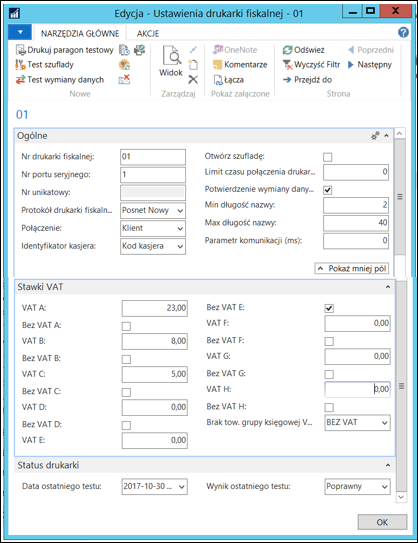 Edycja - Ustawienia drukarki fiskalnej - 01
NARZĘDZIA GŁÓWNE AKCJE
Drukuj paragon testowy
Test szuflady
Test wymiany danych
Nowe
Widok
Zarządzaj
OneNote
Komentarze
Łącza
Pokaż załączone
Odśwież
Wyczyść Filtr
Przejdź do
Poprzedni
Następny
Strona
01
Ogólne
Nr drukarki fiskalnej: 01
Nr portu seryjnego: 1
Nr unikatowy:
Protokół drukarki fiskaln... Posnet Nowy
Połączenie: Klient
Identyfikator kasjera: Kod kasjera
Otwórz szufladę:
Limit czasu połączenia drukar... 0
Potwierdzenie wymiany dany...
Min długość nazwy: 2
Max długość nazwy: 40
Parametr komunikacji (ms): 0
Pokaż mniej pól
Stawki VAT
VAT A: 23,00
Bez VAT A:
VAT B: 8,00
Bez VAT B:
VAT C: 5,00
Bez VAT C:
VAT D: 0,00
Bez VAT D:
VAT E: 0,00
Bez VAT E:
VAT F: 0,00
Bez VAT F:
VAT G: 0,00
Bez VAT G:
VAT H: 0,00
Bez VAT H:
Brak tow. grupy księgowej V... BEZ VAT
Status drukarki
Data ostatniego testu: 2017-10-30 ...
Wynik ostatniego testu: Poprawny
OK